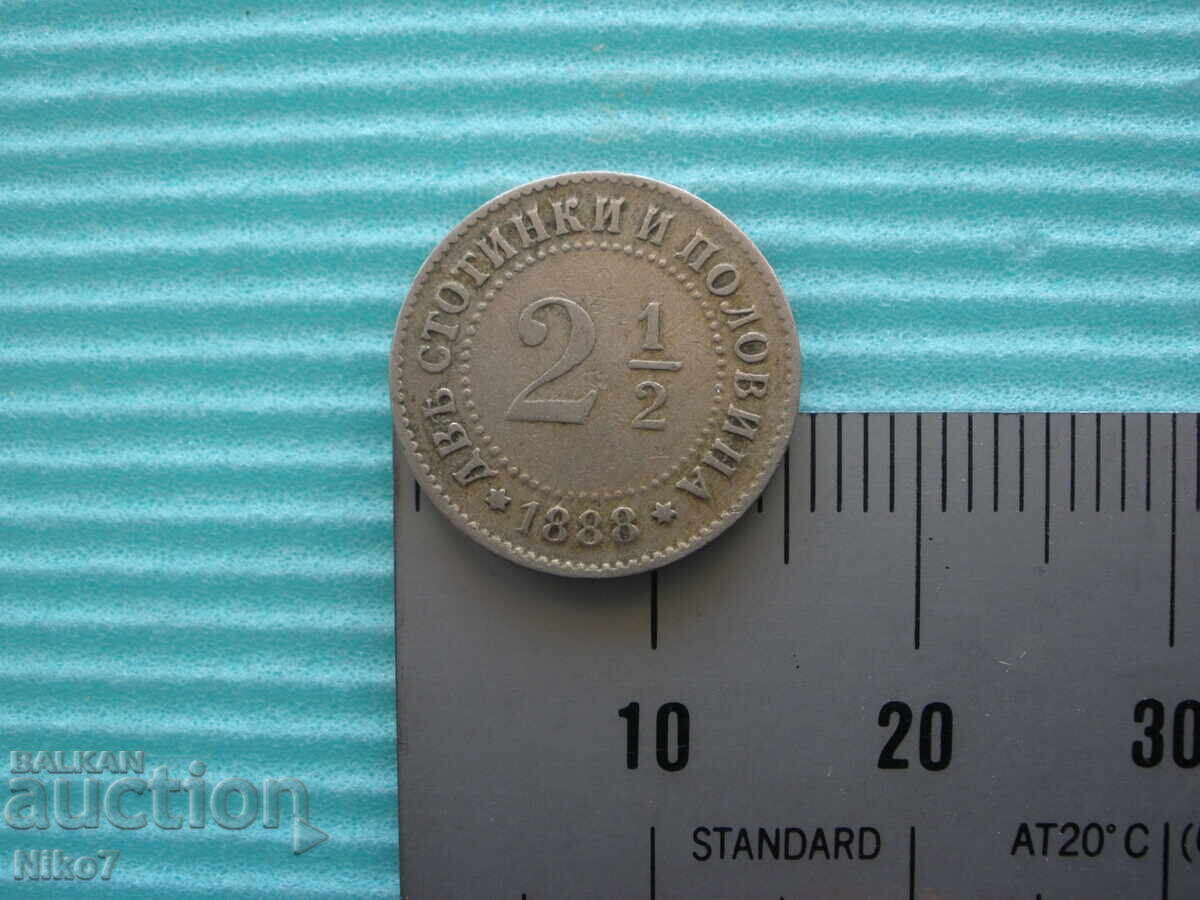 ДВѢ СТОТИНКИ И ПОЛОВИНА
2 1/2
* 1888 *
10 20 30
STANDARD AT20°C (
BALKAN
auction
Niko7